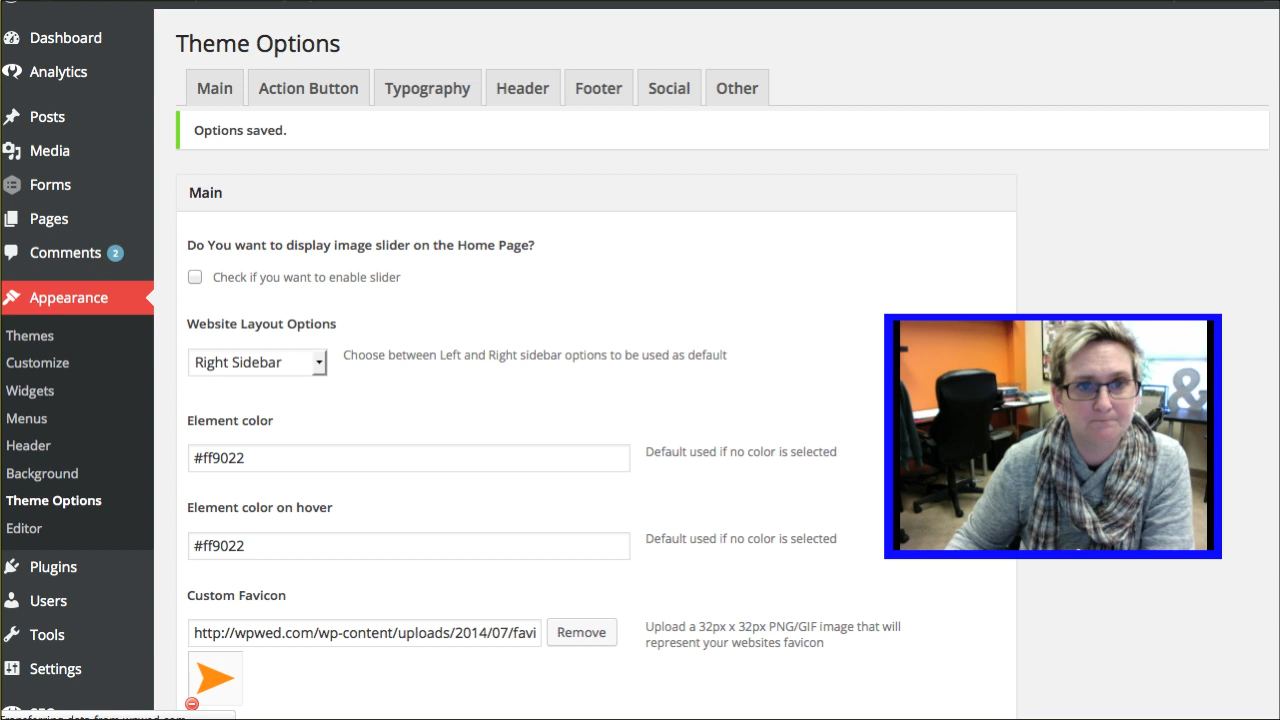 Dashboard
Analytics
Posts
Media
Forms
Pages
Comments 2
Appearance
Themes
Customize
Widgets
Menus
Header
Background
Theme Options
Editor
Plugins
Users
Tools
Settings
Theme Options
Main
Action Button
Typography
Header
Footer
Social
Other
Options saved.
Main
Do You want to display image slider on the Home Page?
Check if you want to enable slider
Website Layout Options
Right Sidebar
Choose between Left and Right sidebar options to be used as default
Element color
#ff9022
Default used if no color is selected
Element color on hover
#ff9022
Default used if no color is selected
Custom Favicon
http://wpwed.com/wp-content/uploads/2014/07/favi
Remove
Upload a 32px x 32px PNG/GIF image that will
represent your websites favicon
&